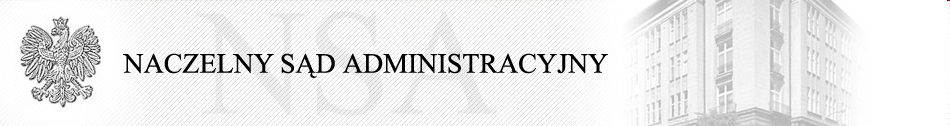 NSA
NACZELNY SĄD ADMINISTRACYJNY